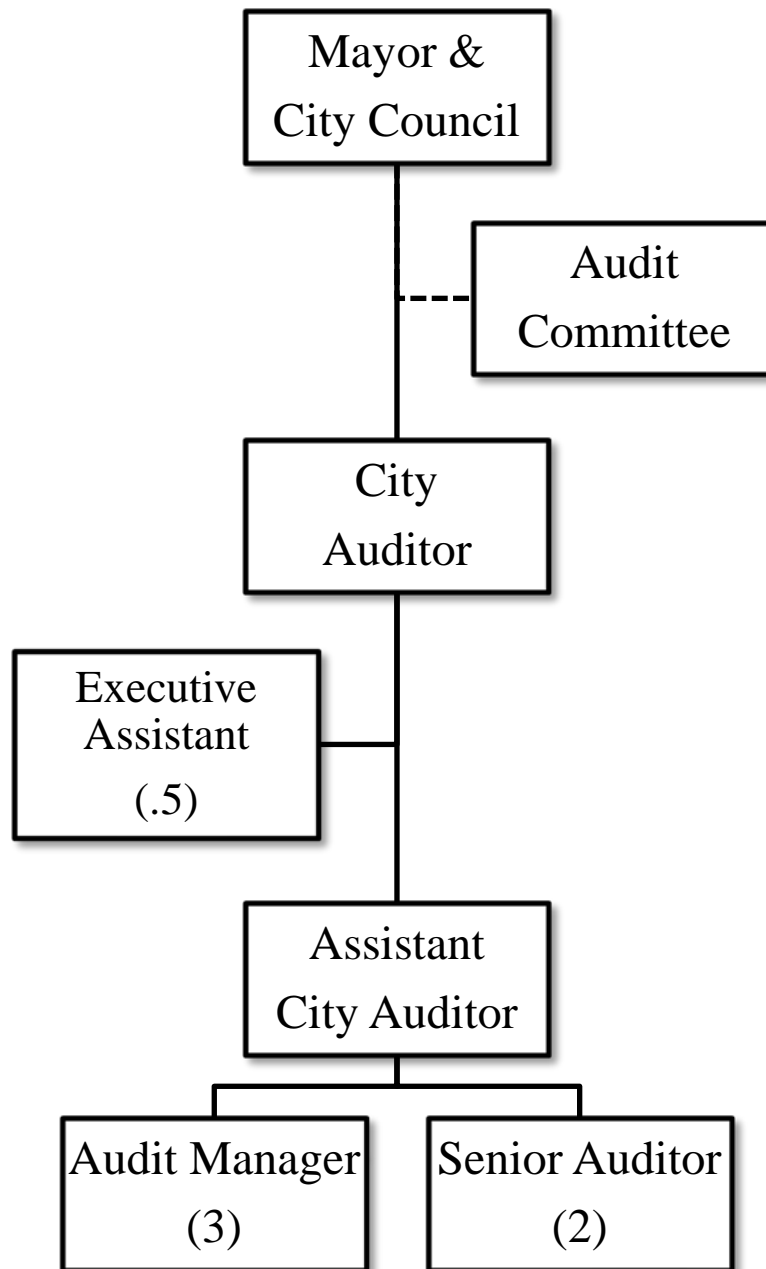 Mayor &
City Council
Audit
Committee
City
Auditor
Executive
Assistant
(.5)
Assistant
City Auditor
Audit Manager
(3)
Senior Auditor
(2)